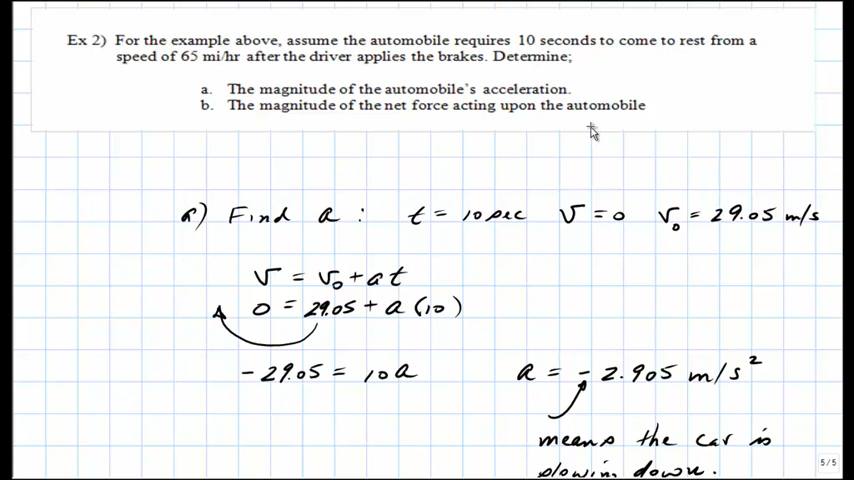 Ex 2) For the example above, assume the automobile requires 10 seconds to come to rest from a
speed of 65 mi/hr after the driver applies the brakes. Determine;
a. The magnitude of the automobile's acceleration.
b. The magnitude of the net force acting upon the automobile
a) Find a : t = 10 sec v = 0 v₀ = 29.05 m/s
v = v₀ + at
0 = 29.05 + a (10)
-29.05 = 10a a = - 2.905 m/s²
means the car is
slowing down.
5/5